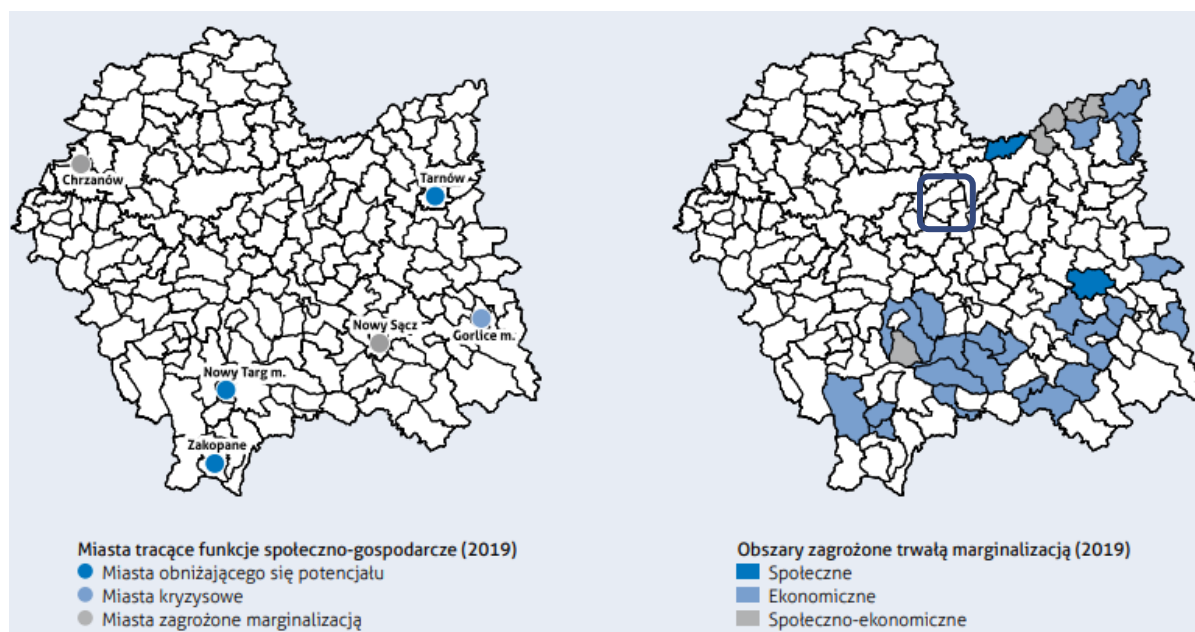 Chrzanów
Tarnów
Nowy Sącz
Gorlice m.
Nowy Targ m.
Zakopane
Miasta tracące funkcje społeczno-gospodarcze (2019)
Miasta obniżającego się potencjału
Miasta kryzysowe
Miasta zagrożone marginalizacją
Obszary zagrożone trwałą marginalizacją (2019)
Społeczne
Ekonomiczne
Społeczno-ekonomiczne